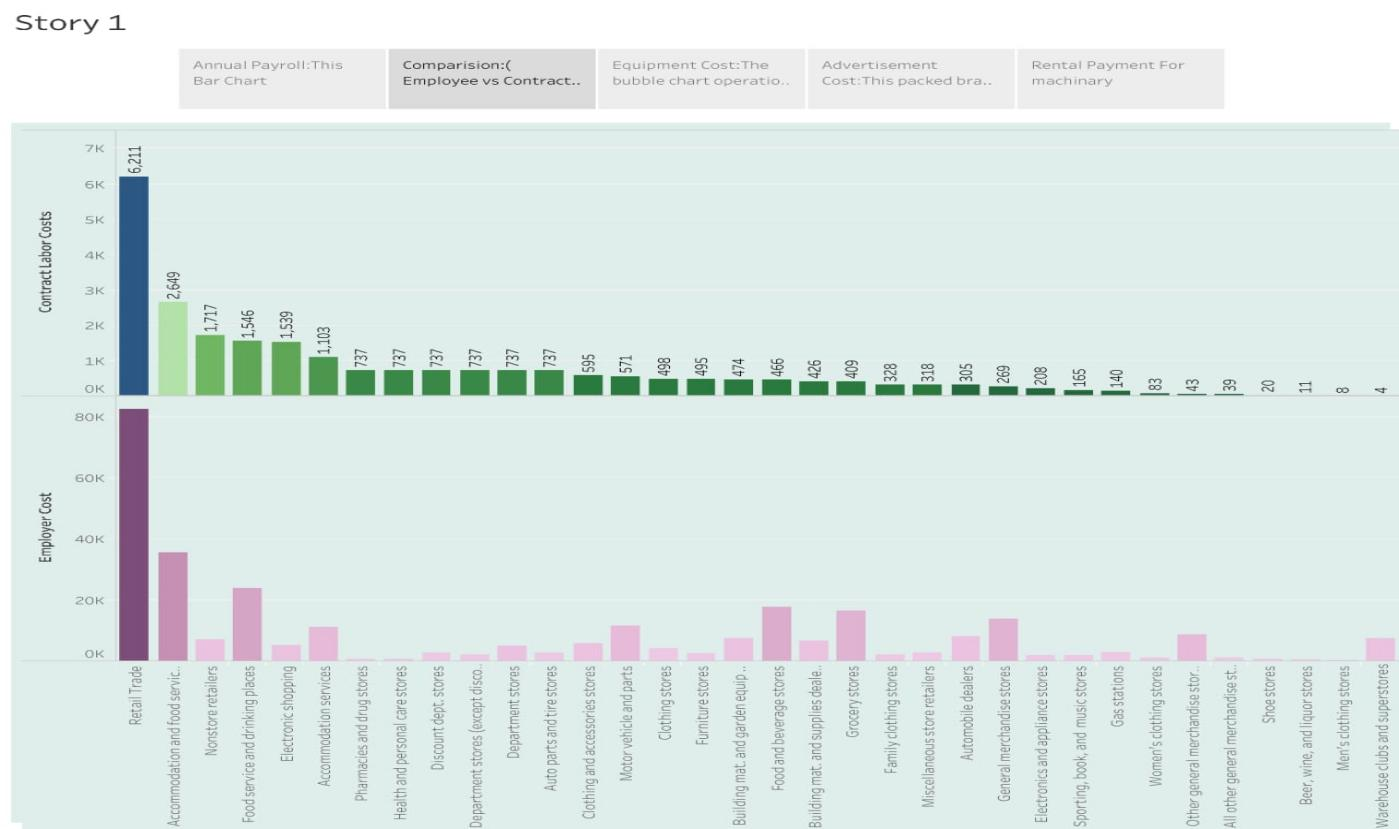 Story 1
Annual Payroll:This
Bar Chart
Comparision:(
Employee vs Contract..
Equipment Cost:The
bubble chart operatio..
Advertisement
Cost:This packed bra..
Rental Payment For
machinary
Contract Labor Costs
7K
6K
5K
4K
3K
2K
1K
0K
6,211
2,649
1,717
1,546
1,539
1,103
737
737
737
737
737
737
595
571
498
495
474
466
426
409
328
318
305
269
208
165
140
83
43
39
20
11
8
4
Employer Cost
80K
60K
40K
20K
0K
Retail Trade
Accommodation and food servic..
Nonstore retailers
Food service and drinking places
Electronic shopping
Accommodation services
Pharmacies and drug stores
Health and personal care stores
Discount dept. stores
Department stores (except disco..
Department stores
Auto parts and tire stores
Clothing and accessories stores
Motor vehicle and parts
Clothing stores
Furniture stores
Building mat. and garden equip ..
Food and beverage stores
Building mat. and supplies deale..
Grocery stores
Family clothing stores
Miscellaneous store retailers
Automobile dealers
General merchandise stores
Electronics and appliance stores
Sporting, book, and music stores
Gas stations
Women's clothing stores
Other general merchandise stor..
All other general merchandise st..
Shoe stores
Beer, wine, and liquor stores
Men's clothing stores
Warehouse clubs and superstores